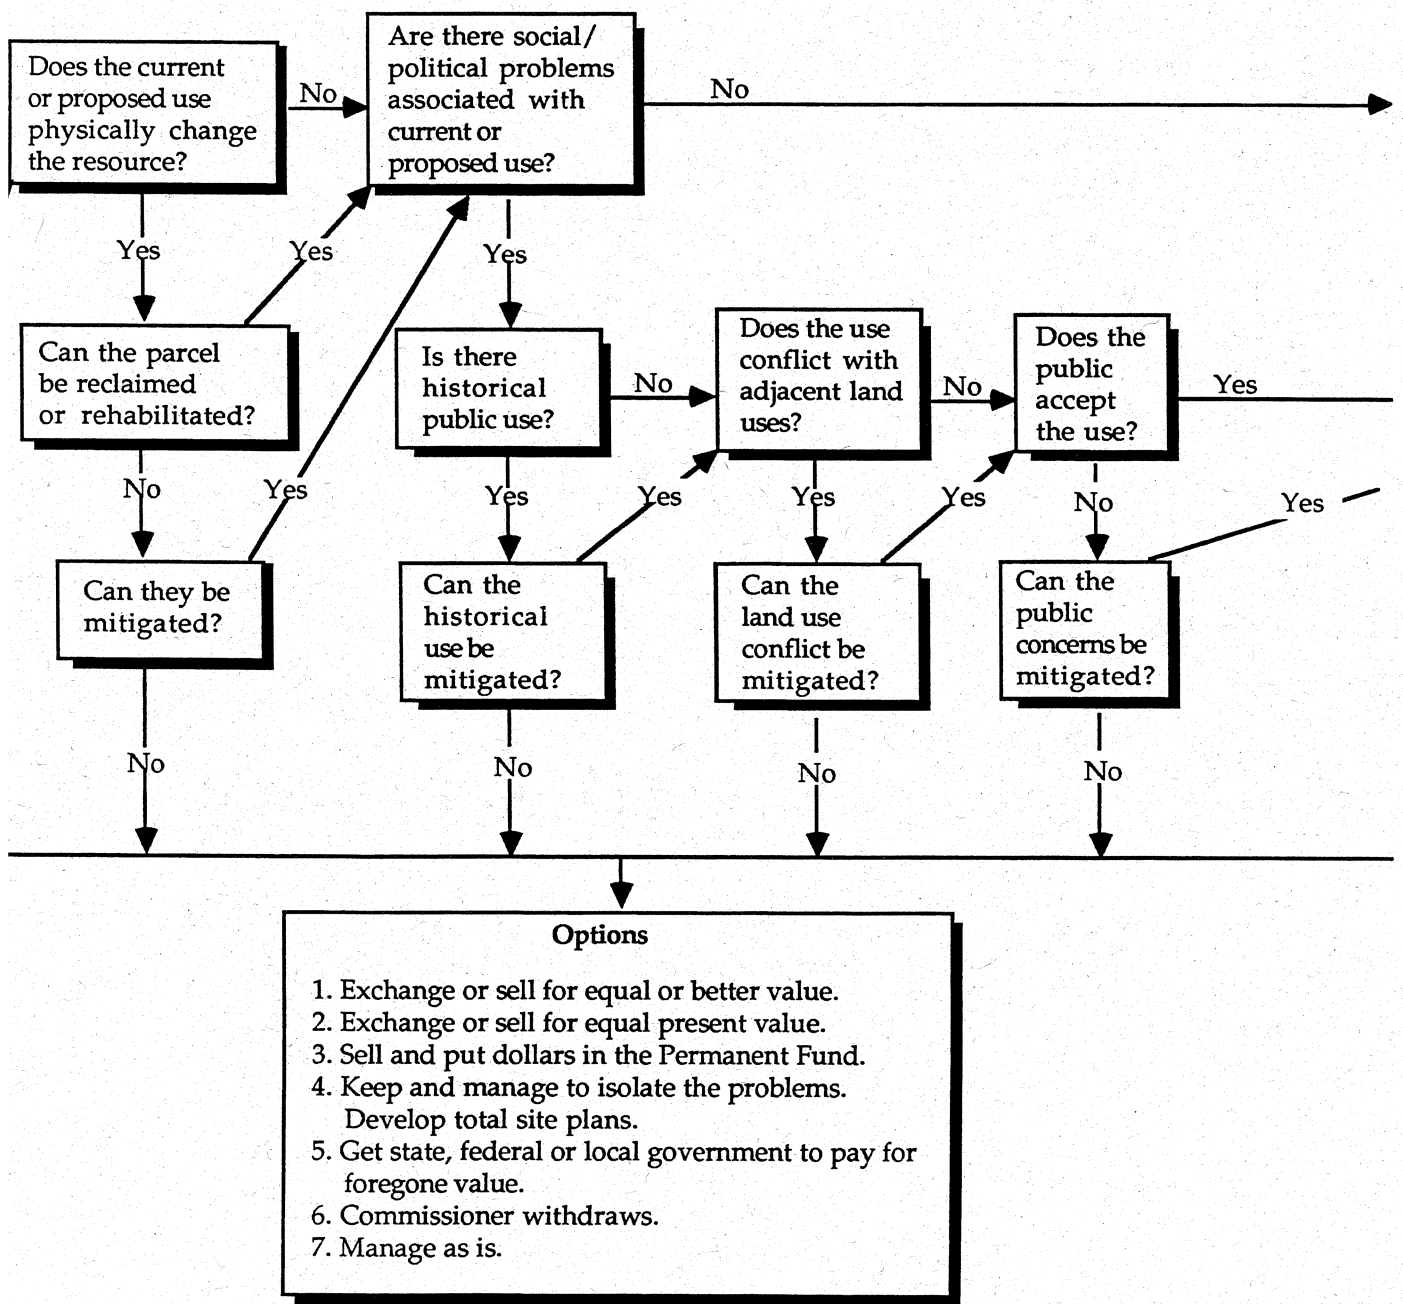 Does the current
or proposed use
physically change
the resource?
No
Are there social/
political problems
associated with
current or
proposed use?
No
Yes
Yes
Yes
Can the parcel
be reclaimed
or rehabilitated?
Is there
historical
public use?
No
Does the use
conflict with
adjacent land
uses?
No
Does the
public
accept
the use?
Yes
No
Yes
Yes
Yes
Yes
Yes
No
Yes
Can they be
mitigated?
Can the
historical
use be
mitigated?
Can the
land use
conflict be
mitigated?
Can the
public
concerns be
mitigated?
No
No
No
No
Options
1. Exchange or sell for equal or better value.
2. Exchange or sell for equal present value.
3. Sell and put dollars in the Permanent Fund.
4. Keep and manage to isolate the problems.
Develop total site plans.
5. Get state, federal or local government to pay for
foregone value.
6. Commissioner withdraws.
7. Manage as is.